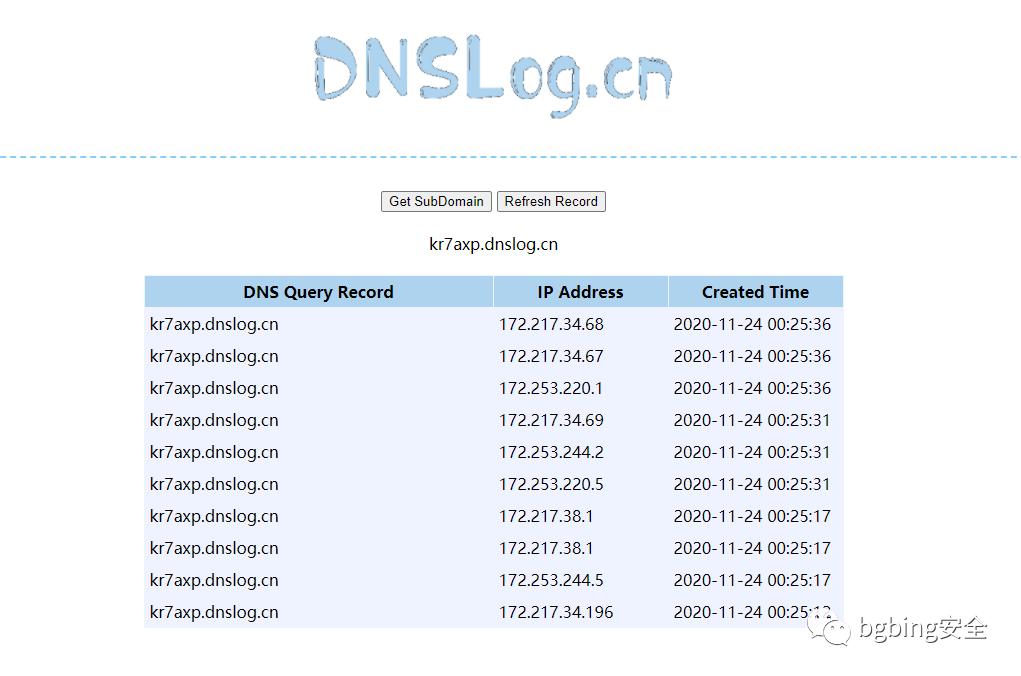 DNSLog.cn
Get SubDomain Refresh Record
kr7axp.dnslog.cn
DNS Query Record IP Address Created Time
kr7axp.dnslog.cn 172.217.34.68 2020-11-24 00:25:36
kr7axp.dnslog.cn 172.217.34.67 2020-11-24 00:25:36
kr7axp.dnslog.cn 172.253.220.1 2020-11-24 00:25:36
kr7axp.dnslog.cn 172.217.34.69 2020-11-24 00:25:31
kr7axp.dnslog.cn 172.253.244.2 2020-11-24 00:25:31
kr7axp.dnslog.cn 172.253.220.5 2020-11-24 00:25:31
kr7axp.dnslog.cn 172.217.38.1 2020-11-24 00:25:17
kr7axp.dnslog.cn 172.217.38.1 2020-11-24 00:25:17
kr7axp.dnslog.cn 172.253.244.5 2020-11-24 00:25:17
kr7axp.dnslog.cn 172.217.34.196 2020-11-24
bgbing安全